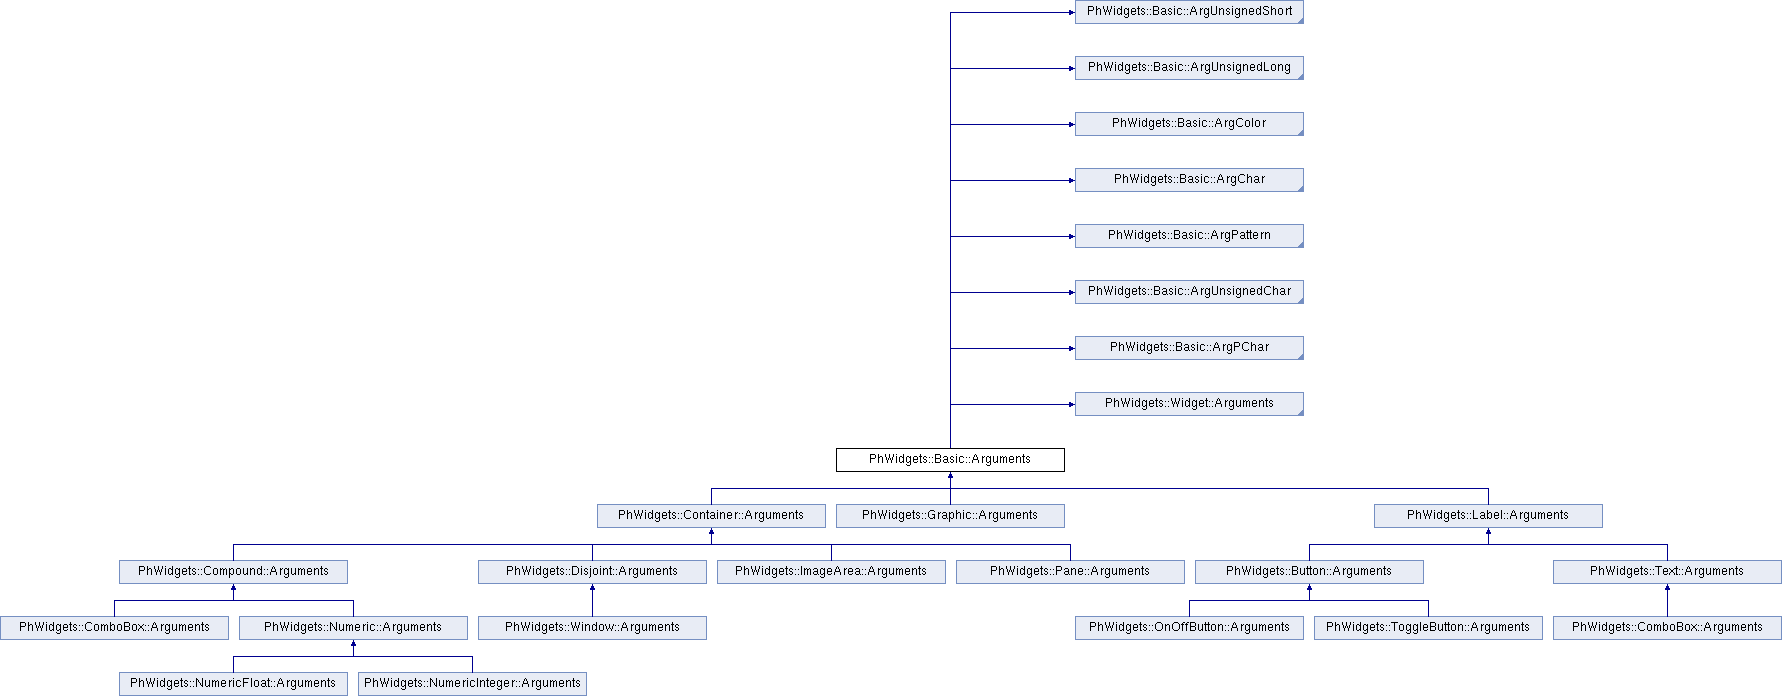 PhWidgets::Basic::ArgUnsignedShort
PhWidgets::Basic::ArgUnsignedLong
PhWidgets::Basic::ArgColor
PhWidgets::Basic::ArgChar
PhWidgets::Basic::ArgPattern
PhWidgets::Basic::ArgUnsignedChar
PhWidgets::Basic::ArgPChar
PhWidgets::Widget::Arguments
PhWidgets::Basic::Arguments
PhWidgets::Container::Arguments
PhWidgets::Graphic::Arguments
PhWidgets::Label::Arguments
PhWidgets::Compound::Arguments
PhWidgets::Disjoint::Arguments
PhWidgets::ImageArea::Arguments
PhWidgets::Pane::Arguments
PhWidgets::Button::Arguments
PhWidgets::Text::Arguments
PhWidgets::ComboBox::Arguments
PhWidgets::Numeric::Arguments
PhWidgets::Window::Arguments
PhWidgets::OnOffButton::Arguments
PhWidgets::ToggleButton::Arguments
PhWidgets::ComboBox::Arguments
PhWidgets::NumericFloat::Arguments
PhWidgets::NumericInteger::Arguments